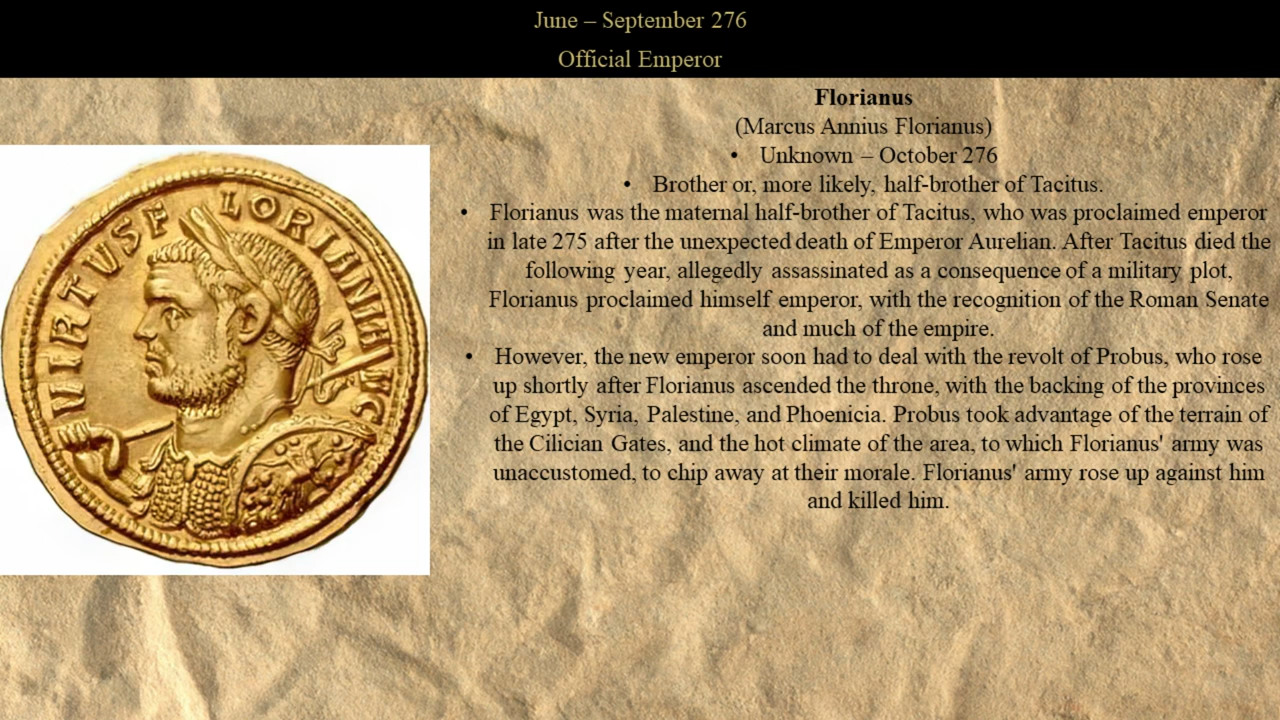 June – September 276
Official Emperor
Florianus
(Marcus Annius Florianus)
• Unknown – October 276
• Brother or, more likely, half-brother of Tacitus.
• Florianus was the maternal half-brother of Tacitus, who was proclaimed emperor
in late 275 after the unexpected death of Emperor Aurelian. After Tacitus died the
following year, allegedly assassinated as a consequence of a military plot,
Florianus proclaimed himself emperor, with the recognition of the Roman Senate
and much of the empire.
• However, the new emperor soon had to deal with the revolt of Probus, who rose
up shortly after Florianus ascended the throne, with the backing of the provinces
of Egypt, Syria, Palestine, and Phoenicia. Probus took advantage of the terrain of
the Cilician Gates, and the hot climate of the area, to which Florianus' army was
unaccustomed, to chip away at their morale. Florianus' army rose up against him
and killed him.
VIRTVS FLORIANI AVG